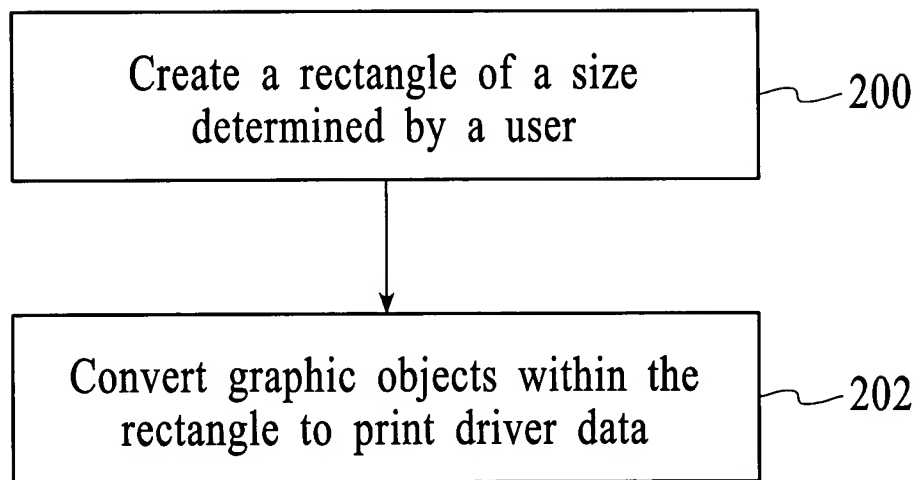 Create a rectangle of a size
determined by a user
200
Convert graphic objects within the
rectangle to print driver data
202